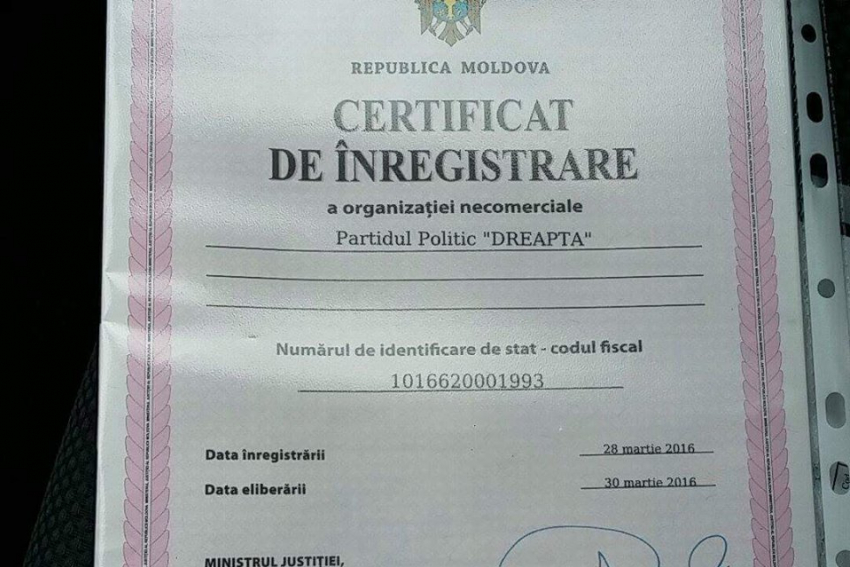 REPUBLICA MOLDOVA
CERTIFICAT
DE ÎNREGISTRARE
a organizației necomerciale
Partidul Politic "DREAPTA"
Numărul de identificare de stat - codul fiscal
1016620001993
Data înregistrării 28 martie 2016
Data eliberării 30 martie 2016
MINISTRUL JUSTIȚIEI,